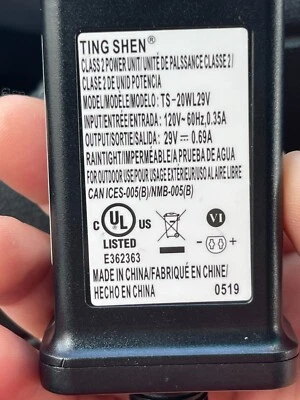 TING SHEN®
CLASS 2 POWER UNIT/ UNITÉ DE PALSSANCE CLASSE 2/
CLASE 2 DE UNID POTENCIA
MODEL/MODELE/MODELO: TS-20WL29V
INPUT/ENTRÉE/ENTRADA: 120V~ 60Hz,0.35A
OUTPUT/SORTIE/SALIDA: 29V⎓0.69A
RAINTIGHT/IMPERMÉABLE/A PRUEBA DE AGUA
FOR OUTDOOR USE/POUR USAGE EXTÉRIEUR/USO AL AIRE LIBRE
CAN ICES-005(B)/NMB-005(B)
C UL US
LISTED
E362363
VI
MADE IN CHINA/FABRIQUÉ EN CHINE/
HECHO EN CHINA
0519